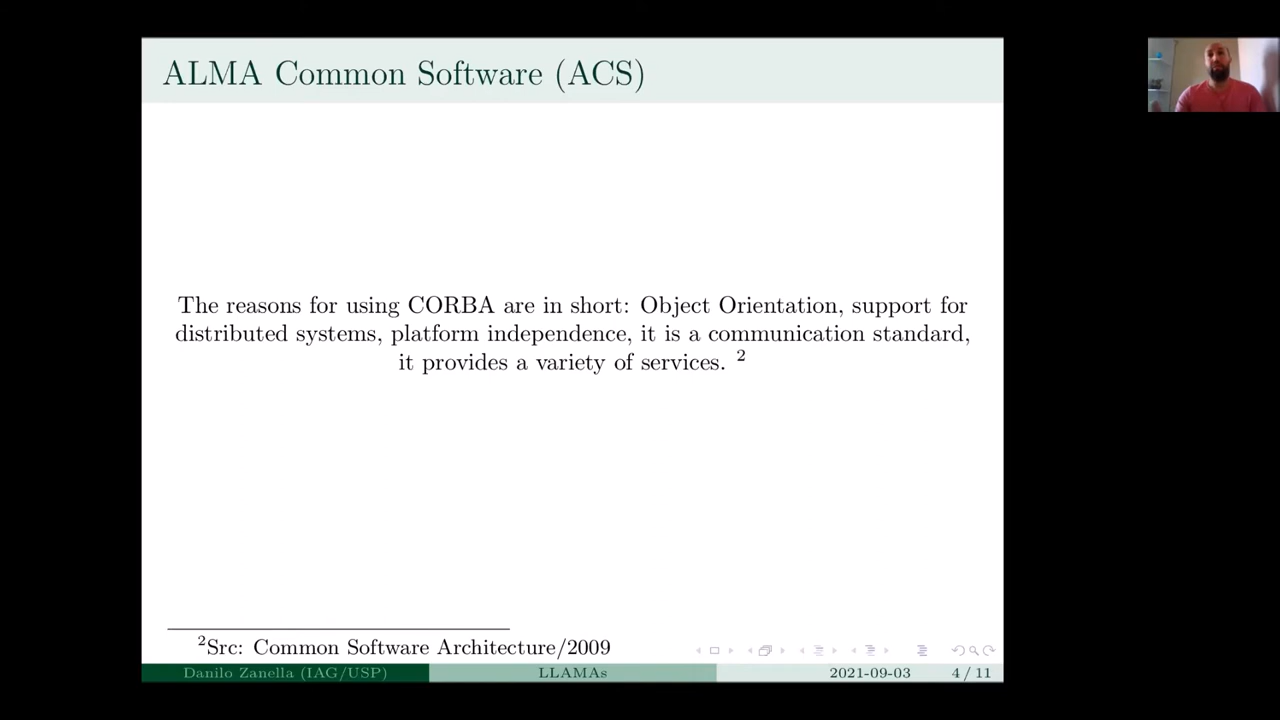 ALMA Common Software (ACS)
The reasons for using CORBA are in short: Object Orientation, support for
distributed systems, platform independence, it is a communication standard,
it provides a variety of services. 2
2Src: Common Software Architecture/2009
Danilo Zanella (IAG/USP) LLAMAs 2021-09-03 4 / 11